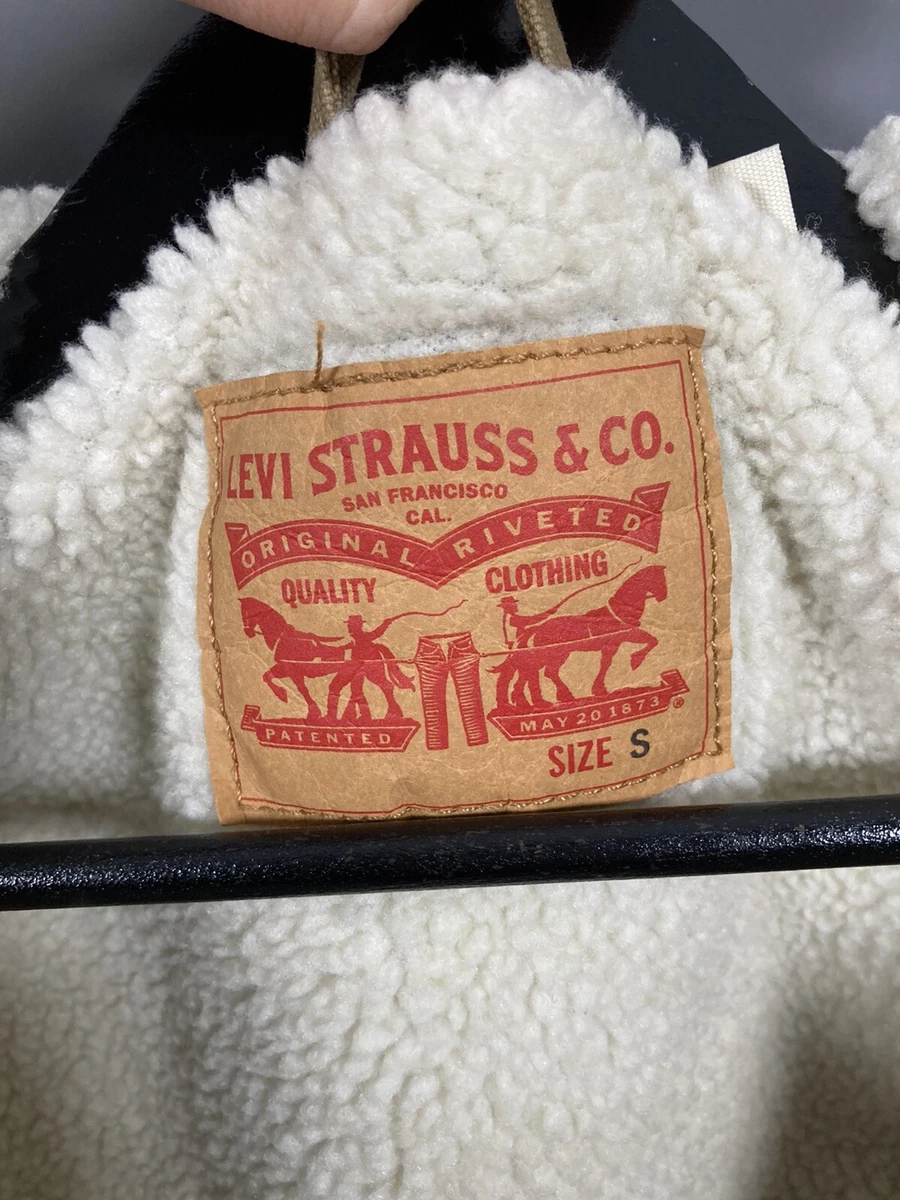 LEVI STRAUSS & CO.
SAN FRANCISCO
CAL.
ORIGINAL RIVETED
QUALITY CLOTHING
PATENTED MAY 20 1873 ®
SIZE S